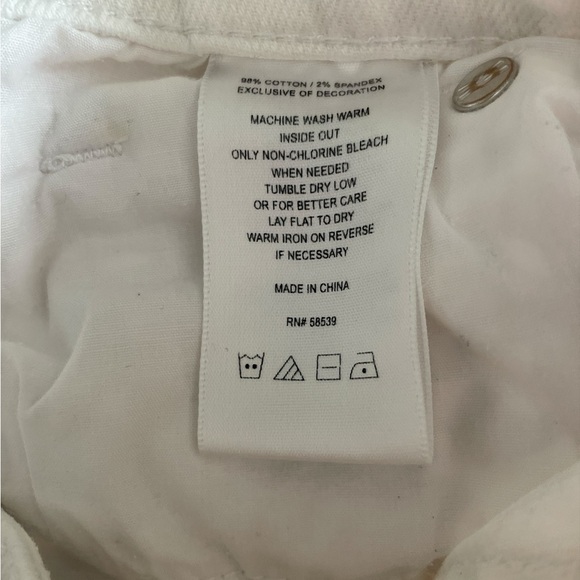 98% COTTON / 2% SPANDEX
EXCLUSIVE OF DECORATION
MACHINE WASH WARM
INSIDE OUT
ONLY NON-CHLORINE BLEACH
WHEN NEEDED
TUMBLE DRY LOW
OR FOR BETTER CARE
LAY FLAT TO DRY
WARM IRON ON REVERSE
IF NECESSARY
MADE IN CHINA
RN# 58539